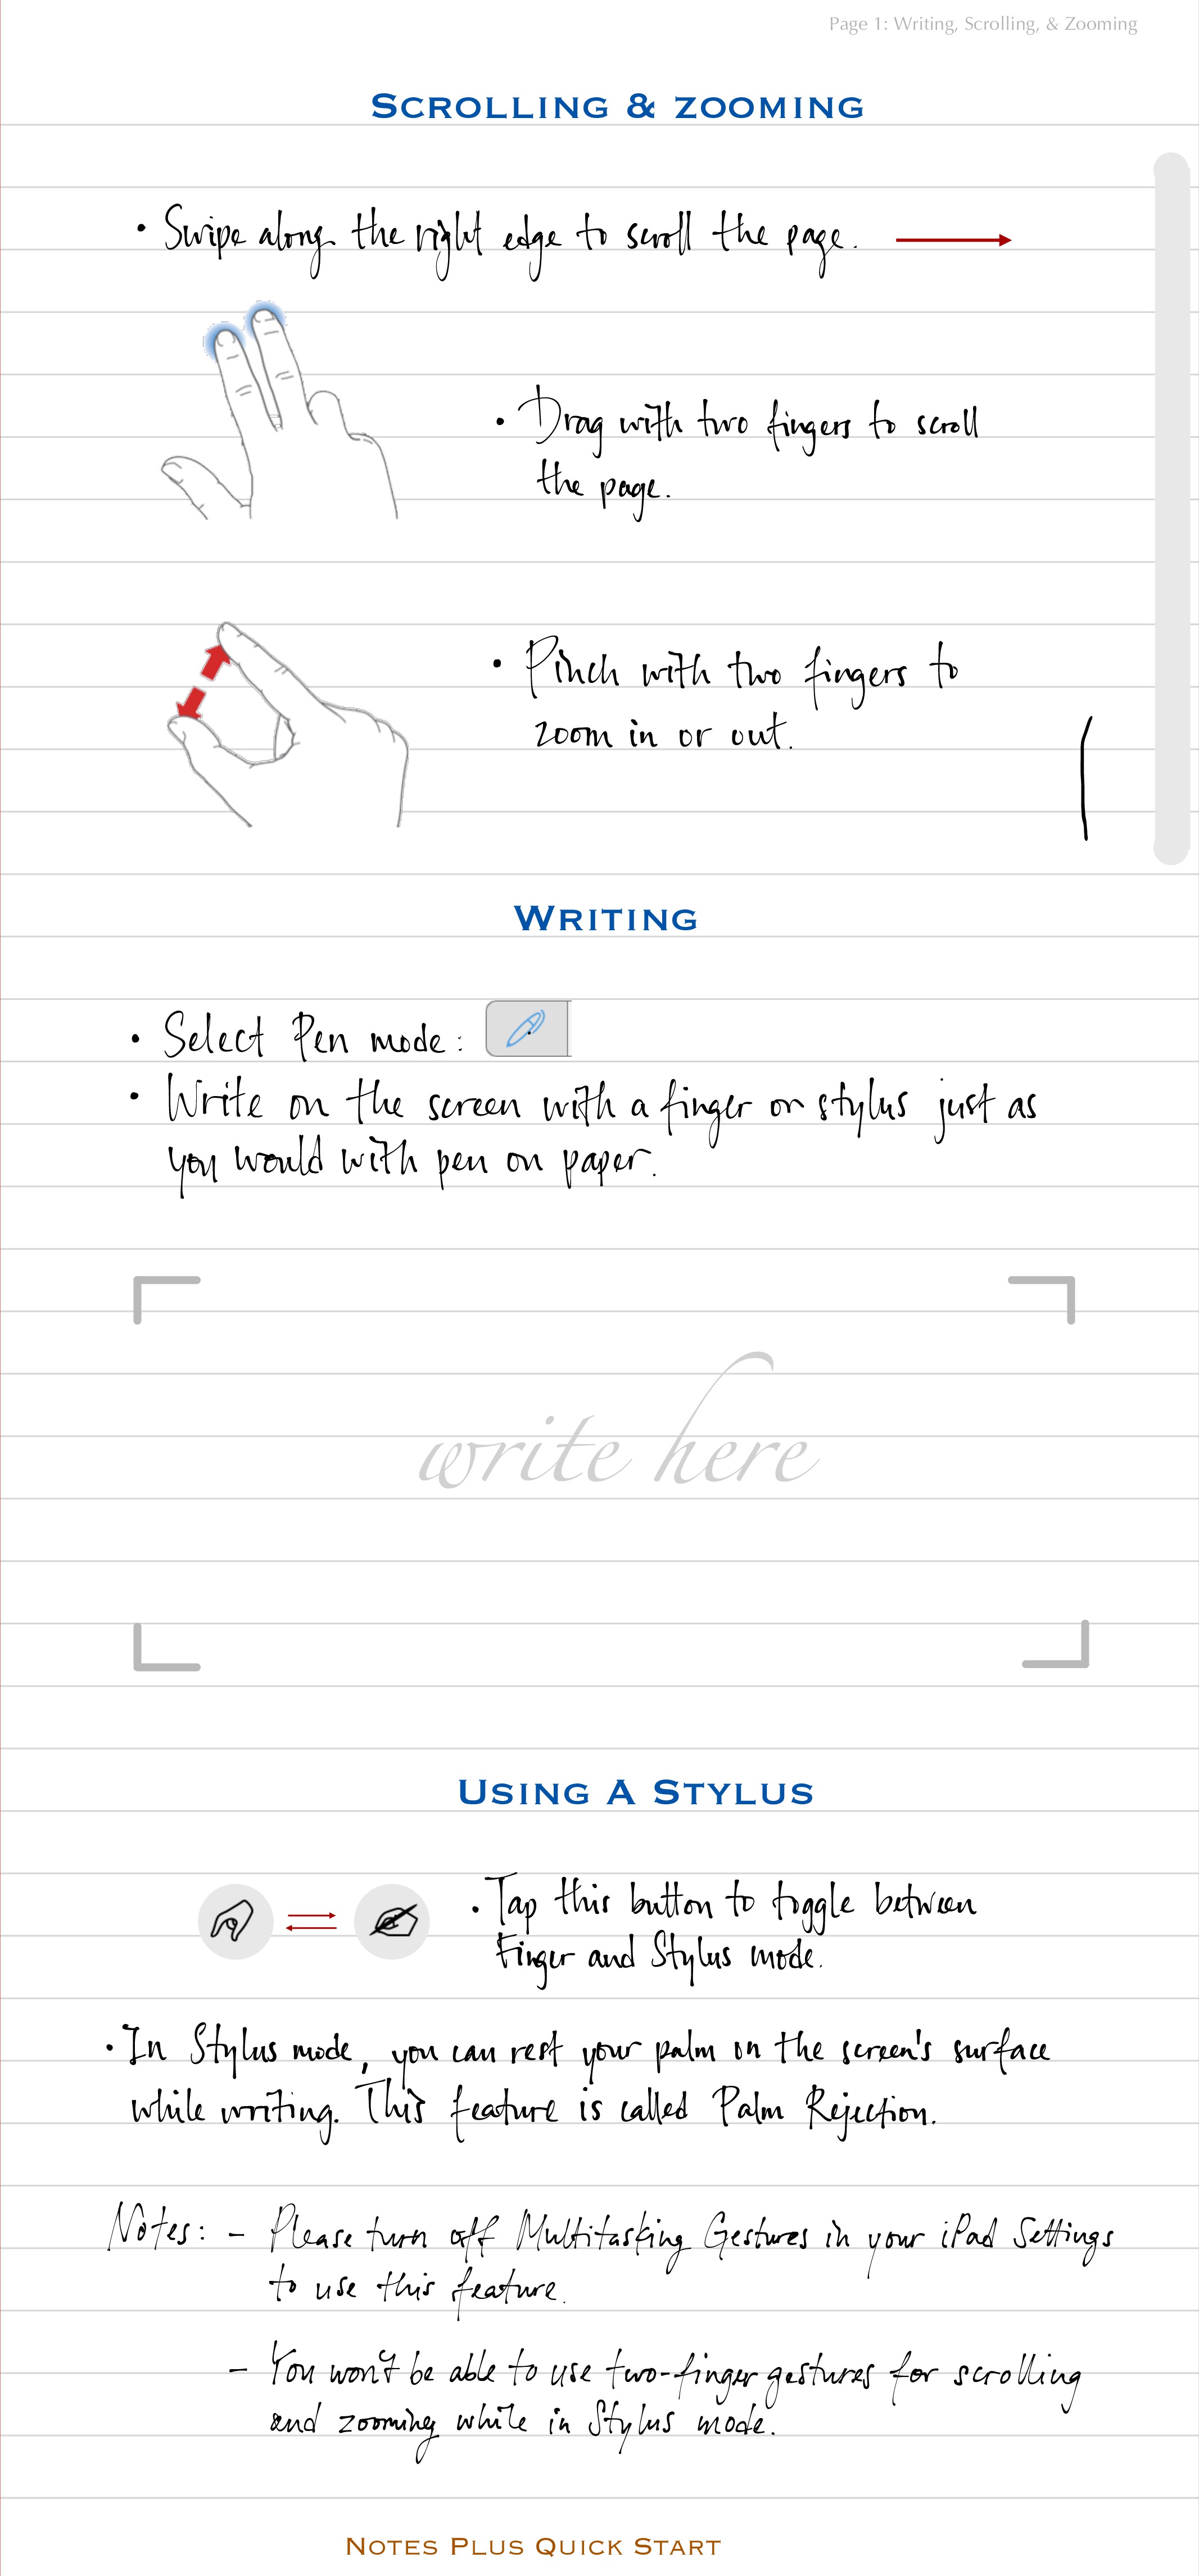 Page 1: Writing, Scrolling, & Zooming
SCROLLING & ZOOMING
• Swipe along the right edge to scroll the page.
• Drag with two fingers to scroll
the page.
• Pinch with two fingers to
zoom in or out.
WRITING
• Select Pen mode:
• Write on the screen with a finger or stylus just as
you would with pen on paper.
write here
USING A STYLUS
• Tap this button to toggle between
Finger and Stylus mode.
• In Stylus mode, you can rest your palm on the screen's surface
while writing. This feature is called Palm Rejection.
Notes: – Please turn off Multitasking Gestures in your iPad Settings
to use this feature.
– You won't be able to use two-finger gestures for scrolling
and zooming while in Stylus mode.
NOTES PLUS QUICK START